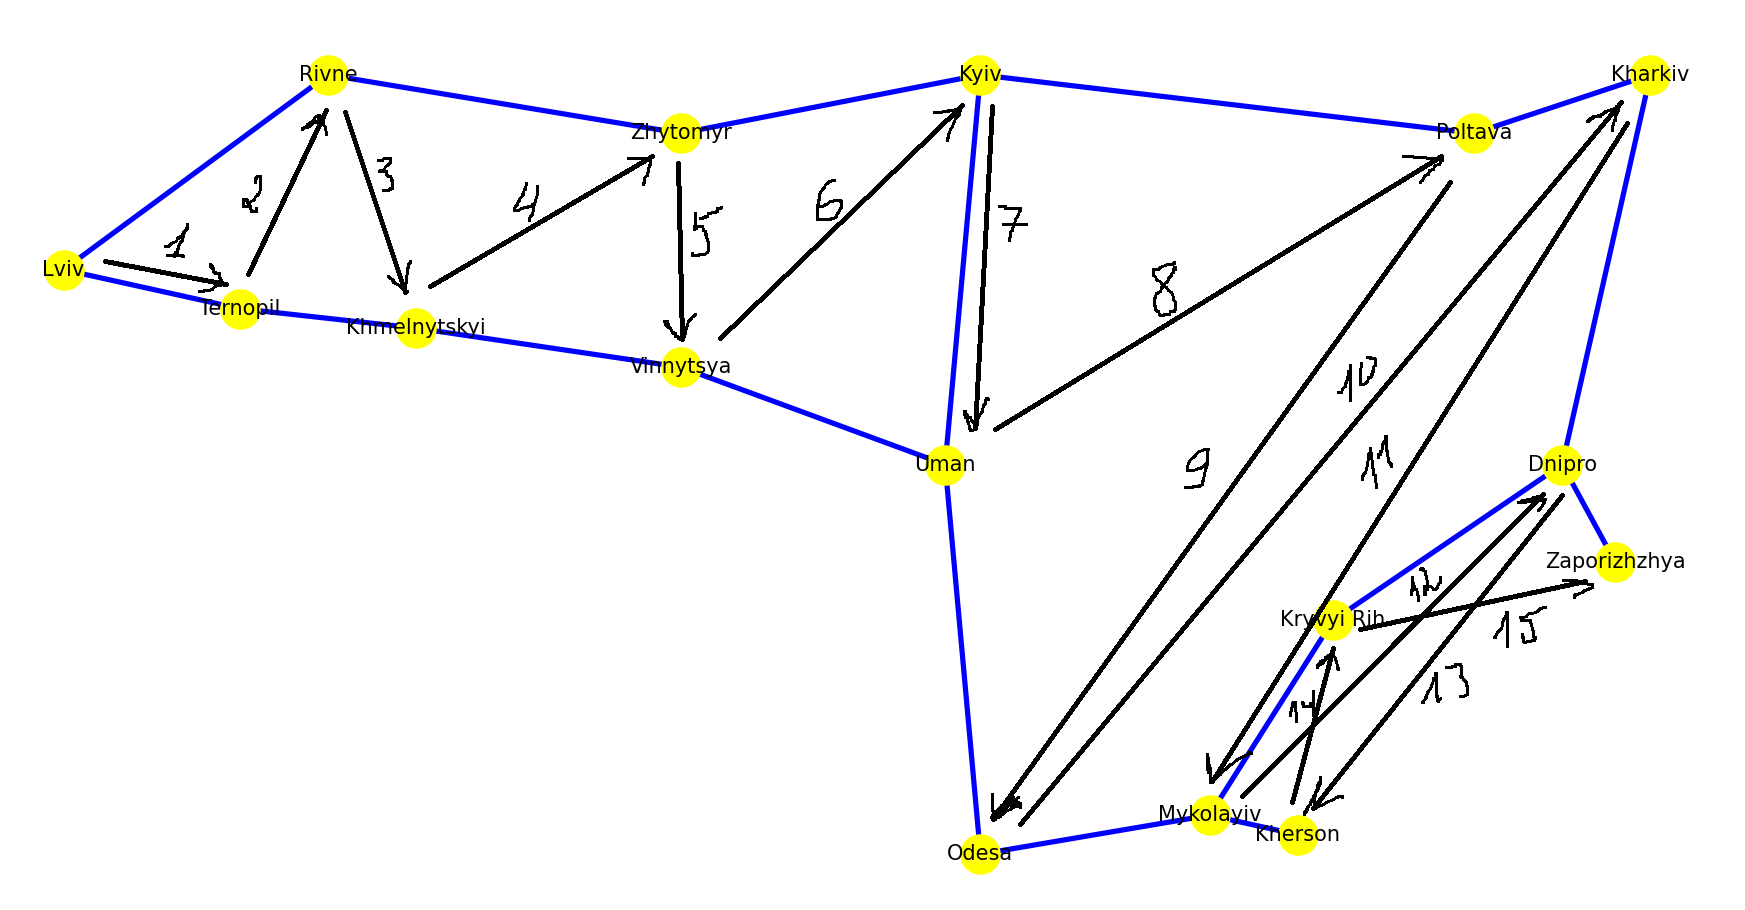 Rivne
Kyiv
Kharkiv
Zhytomyr
Poltava
2
3
4
6
5
7
1
Lviv
8
Ternopil
Khmelnytskyi
Vinnytsya
10
11
9
Uman
Dnipro
Zaporizhzhya
12
Kryvyi Rih
15
13
14
Mykolayiv
Kherson
Odesa